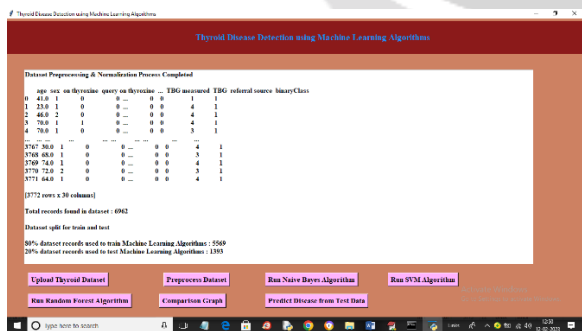 Thyroid Disease Detection using Machine Learning Algorithms
Thyroid Disease Detection using Machine Learning Algorithms
Dataset Preprocessing & Normalization Process Completed
age sex on thyroxine query on thyroxine ... TBG measured TBG referral source binaryClass
0 41.0 1 0 0 ... 0 0 1 1
1 23.0 1 0 0 ... 0 0 4 1
2 46.0 2 0 0 ... 0 0 4 1
3 70.0 1 1 0 ... 0 0 4 1
4 70.0 1 0 0 ... 0 0 3 1
... ... ... ... ... ... ... ... ... ...
3767 30.0 1 0 0 ... 0 0 4 1
3768 68.0 1 0 0 ... 0 0 3 1
3769 74.0 1 0 0 ... 0 0 4 1
3770 72.0 2 0 0 ... 0 0 3 1
3771 64.0 1 0 0 ... 0 0 4 1
[3772 rows x 30 columns]
Total records found in dataset : 6962
Dataset split for train and test
80% dataset records used to train Machine Learning Algorithms : 5569
20% dataset records used to test Machine Learning Algorithms : 1393
Upload Thyroid Dataset Preprocess Dataset Run Naive Bayes Algorithm Run SVM Algorithm
Run Random Forest Algorithm Comparison Graph Predict Disease from Test Data
Type here to search